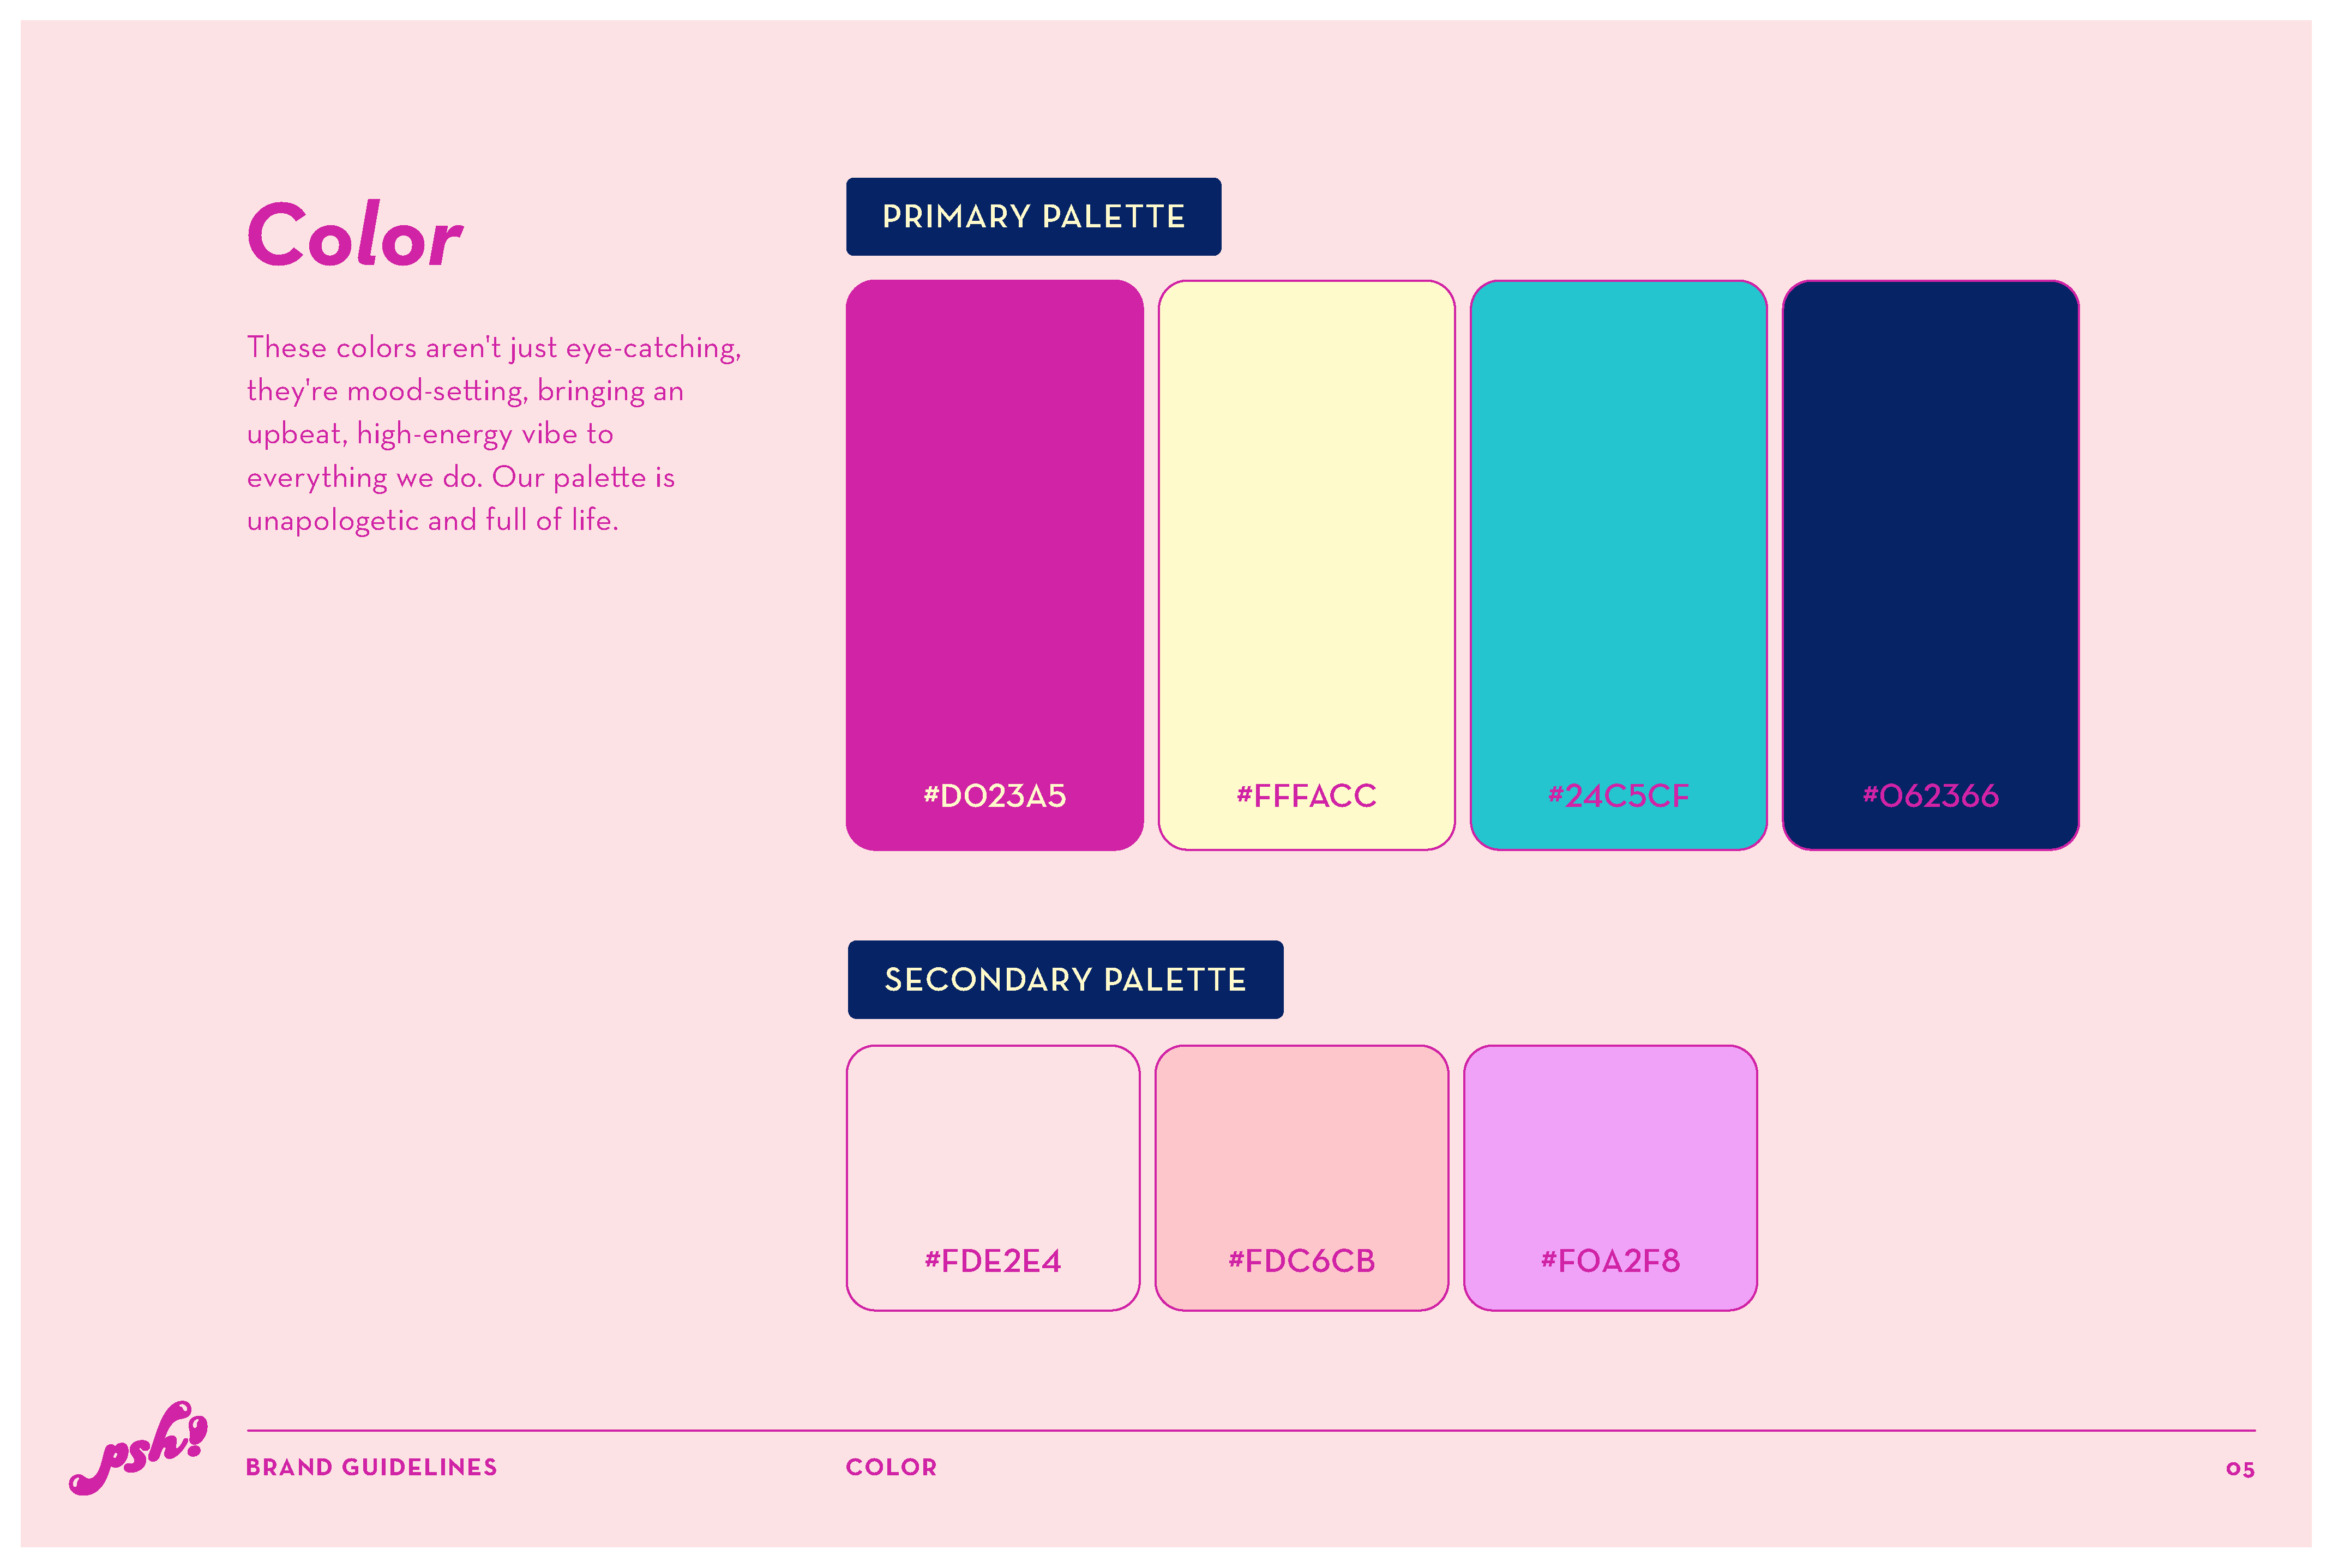 Color
These colors aren't just eye-catching,
they're mood-setting, bringing an
upbeat, high-energy vibe to
everything we do. Our palette is
unapologetic and full of life.
PRIMARY PALETTE
#D023A5
#FFFACC
#24C5CF
#062366
SECONDARY PALETTE
#FDE2E4
#FDC6CB
#F0A2F8
psh!
BRAND GUIDELINES
COLOR
05